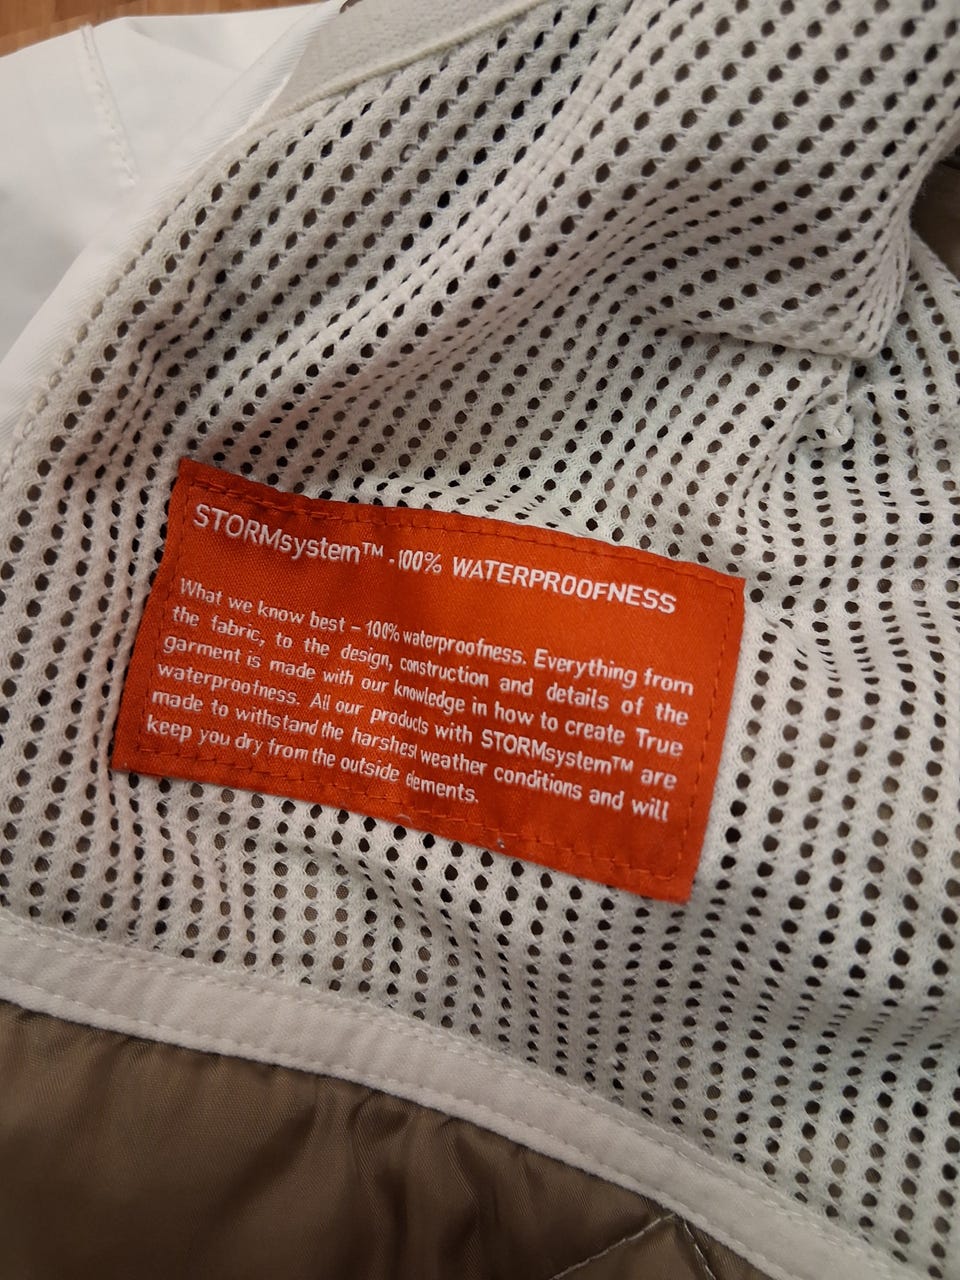 STORMsystem™ - 100% WATERPROOFNESS
What we know best – 100% waterproofness. Everything from
the fabric, to the design, construction and details of the
garment is made with our knowledge in how to create True
waterproofness. All our products with STORMsystem™ are
made to withstand the harshest weather conditions and will
keep you dry from the outside elements.